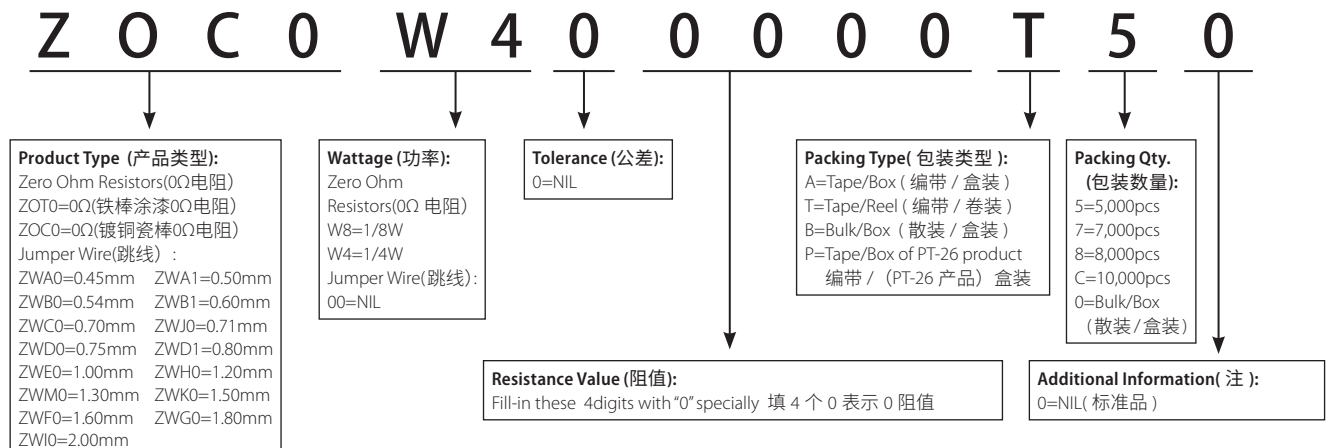 Z O C 0 W 4 0 0 0 0 0 T 5 0
Product Type (产品类型):
Zero Ohm Resistors(0Ω电阻)
ZOT0=0Ω(铁棒涂漆0Ω电阻)
ZOC0=0Ω(镀铜瓷棒0Ω电阻)
Jumper Wire(跳线）:
ZWA0=0.45mm ZWA1=0.50mm
ZWB0=0.54mm ZWB1=0.60mm
ZWC0=0.70mm ZWJ0=0.71mm
ZWD0=0.75mm ZWD1=0.80mm
ZWE0=1.00mm ZWH0=1.20mm
ZWM0=1.30mm ZWK0=1.50mm
ZWF0=1.60mm ZWG0=1.80mm
ZWI0=2.00mm
Wattage (功率):
Zero Ohm
Resistors(0Ω 电阻)
W8=1/8W
W4=1/4W
Jumper Wire(跳线):
00=NIL
Tolerance (公差):
0=NIL
Resistance Value (阻值):
Fill-in these 4digits with “0” specially 填 4 个 0 表示 0 阻值
Packing Type( 包装类型 ):
A=Tape/Box ( 编带 / 盒装 )
T=Tape/Reel ( 编带 / 卷装 )
B=Bulk/Box ( 散装 / 盒装 )
P=Tape/Box of PT-26 product
编带 /（PT-26 产品）盒装
Packing Qty.
(包装数量):
5=5,000pcs
7=7,000pcs
8=8,000pcs
C=10,000pcs
0=Bulk/Box
（散装 / 盒装）
Additional Information( 注 ):
0=NIL( 标准品 )